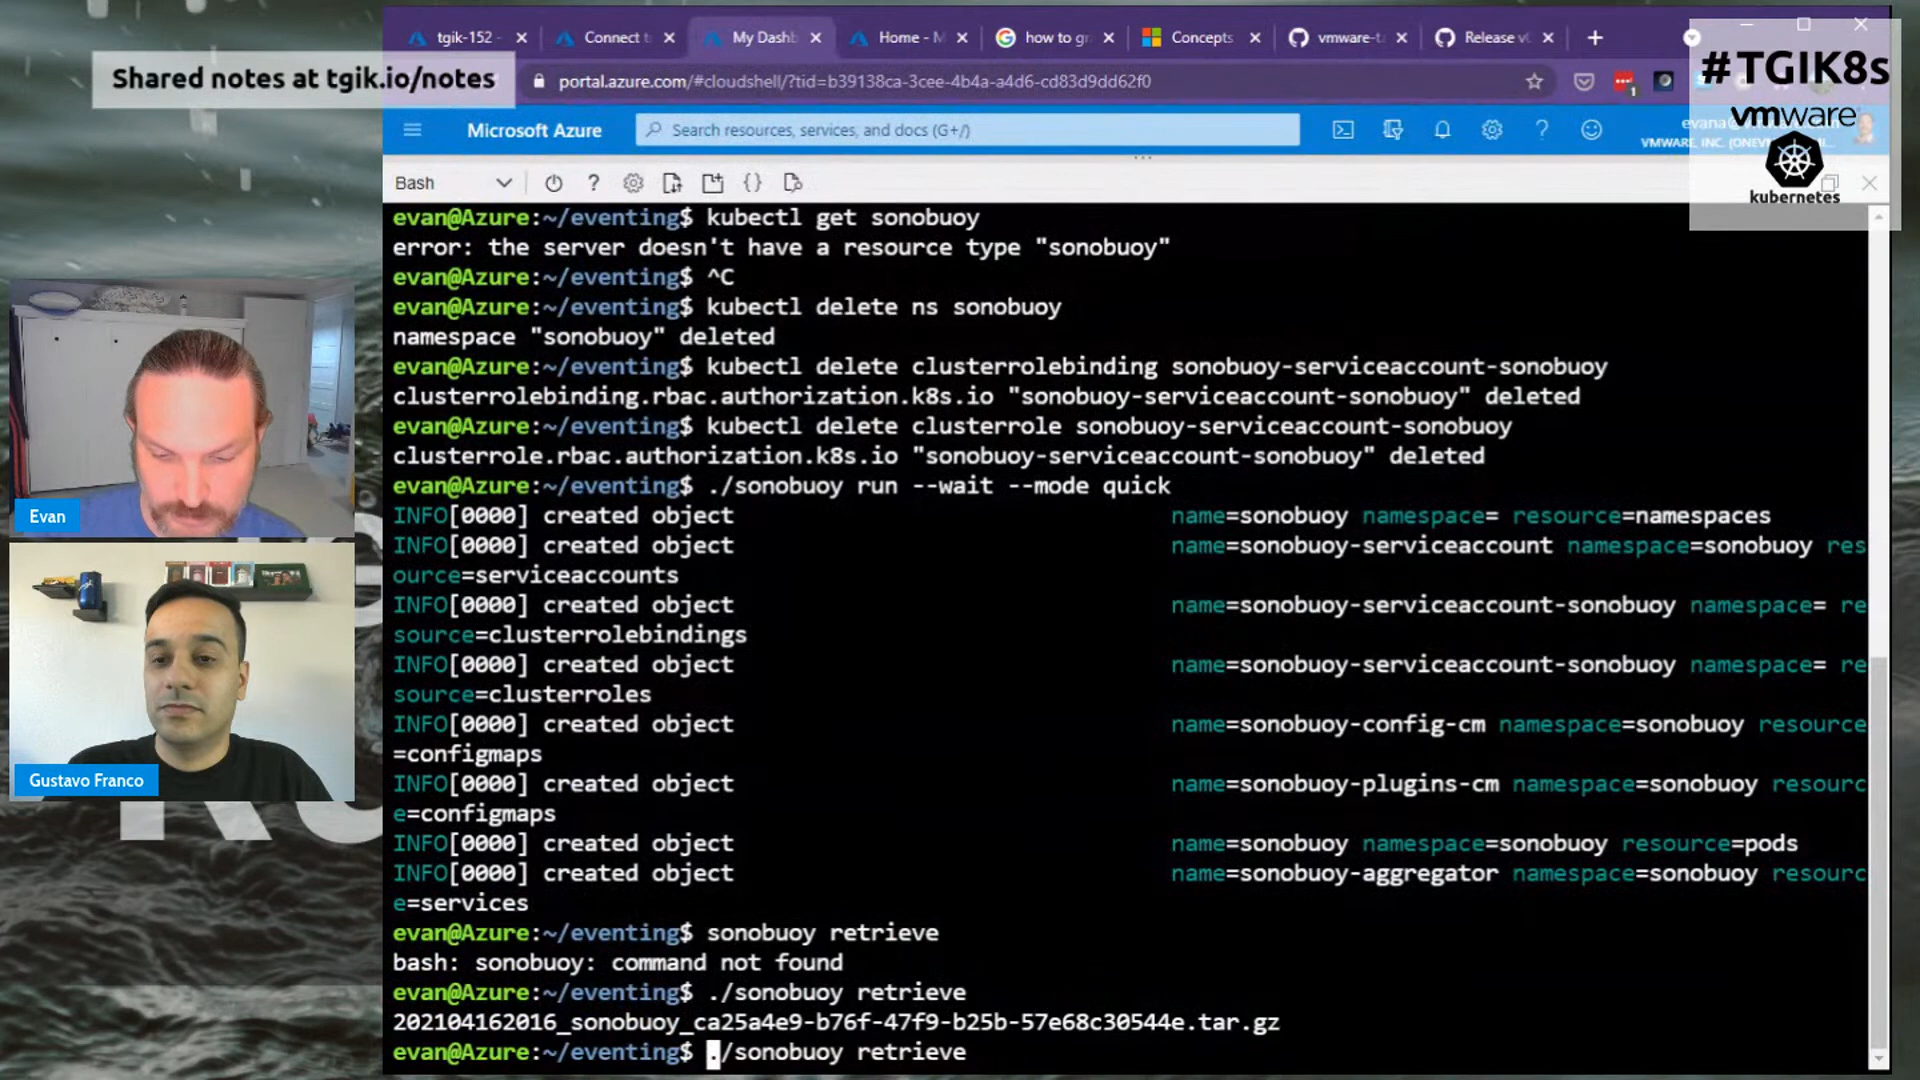 tgik-152 -
Connect t
My Dashb
Home - M
how to g
Concepts
vmware-t
Release v
Shared notes at tgik.io/notes
portal.azure.com/#cloudshell/?tid=b39138ca-3cee-4b4a-a4d6-cd83d9dd62f0
1
#TGIK8s
vmware
kubernetes
Microsoft Azure
Search resources, services, and docs (G+/)
VMWARE, INC.
Bash
evan@Azure:~/eventing$ kubectl get sonobuoy
error: the server doesn't have a resource type "sonobuoy"
evan@Azure:~/eventing$ ^C
evan@Azure:~/eventing$ kubectl delete ns sonobuoy
namespace "sonobuoy" deleted
evan@Azure:~/eventing$ kubectl delete clusterrolebinding sonobuoy-serviceaccount-sonobuoy
clusterrolebinding.rbac.authorization.k8s.io "sonobuoy-serviceaccount-sonobuoy" deleted
evan@Azure:~/eventing$ kubectl delete clusterrole sonobuoy-serviceaccount-sonobuoy
clusterrole.rbac.authorization.k8s.io "sonobuoy-serviceaccount-sonobuoy" deleted
evan@Azure:~/eventing$ ./sonobuoy run --wait --mode quick
INFO[0000] created object name=sonobuoy namespace= resource=namespaces
INFO[0000] created object name=sonobuoy-serviceaccount namespace=sonobuoy res
ource=serviceaccounts
INFO[0000] created object name=sonobuoy-serviceaccount-sonobuoy namespace= re
source=clusterrolebindings
INFO[0000] created object name=sonobuoy-serviceaccount-sonobuoy namespace= re
source=clusterroles
INFO[0000] created object name=sonobuoy-config-cm namespace=sonobuoy resource
=configmaps
INFO[0000] created object name=sonobuoy-plugins-cm namespace=sonobuoy resourc
e=configmaps
INFO[0000] created object name=sonobuoy namespace=sonobuoy resource=pods
INFO[0000] created object name=sonobuoy-aggregator namespace=sonobuoy resourc
e=services
evan@Azure:~/eventing$ sonobuoy retrieve
bash: sonobuoy: command not found
evan@Azure:~/eventing$ ./sonobuoy retrieve
202104162016_sonobuoy_ca25a4e9-b76f-47f9-b25b-57e68c30544e.tar.gz
evan@Azure:~/eventing$ ./sonobuoy retrieve
Evan
Gustavo Franco